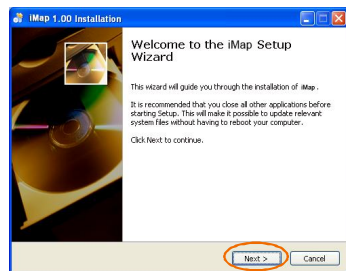 iMap 1.00 Installation
Welcome to the iMap Setup
Wizard
This wizard will guide you through the installation of iMap.
It is recommended that you close all other applications before
starting Setup. This will make it possible to update relevant
system files without having to reboot your computer.
Click Next to continue.
Next > Cancel